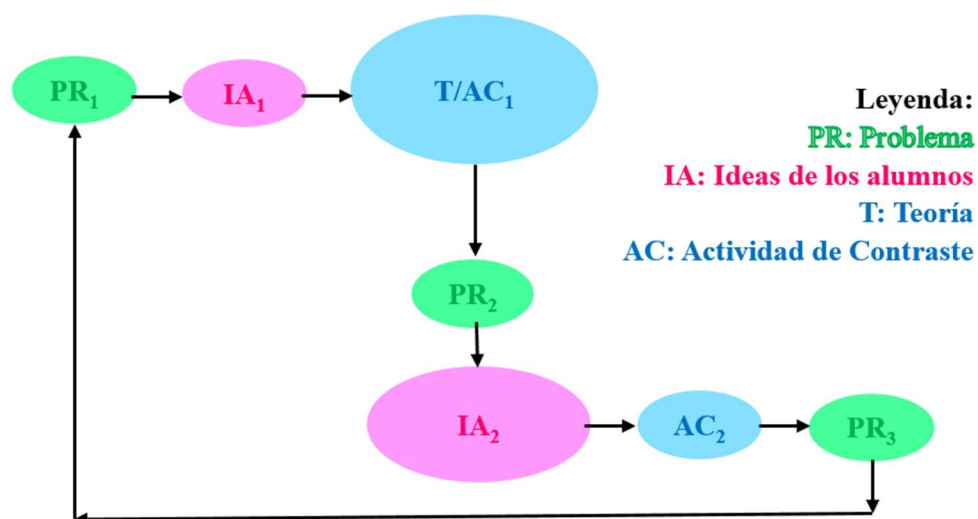 PR₁
IA₁
T/AC₁
Leyenda:
PR: Problema
IA: Ideas de los alumnos
T: Teoría
AC: Actividad de Contraste
PR₂
IA₂
AC₂
PR₃